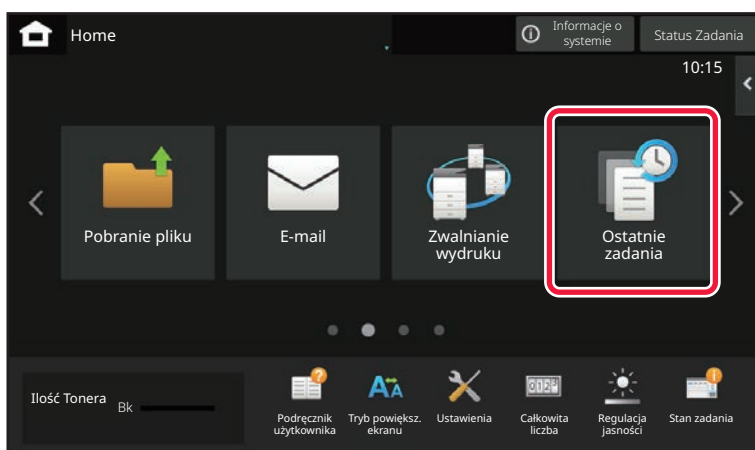 Home
Informacje o
systemie
Status Zadania
10:15
Pobranie pliku
E-mail
Zwalnianie
wydruku
Ostatnie
zadania
Ilość Tonera
Bk
Podręcznik
użytkownika
Tryb powiększ.
ekranu
Ustawienia
Całkowita
liczba
Regulacja
jasności
Stan zadania